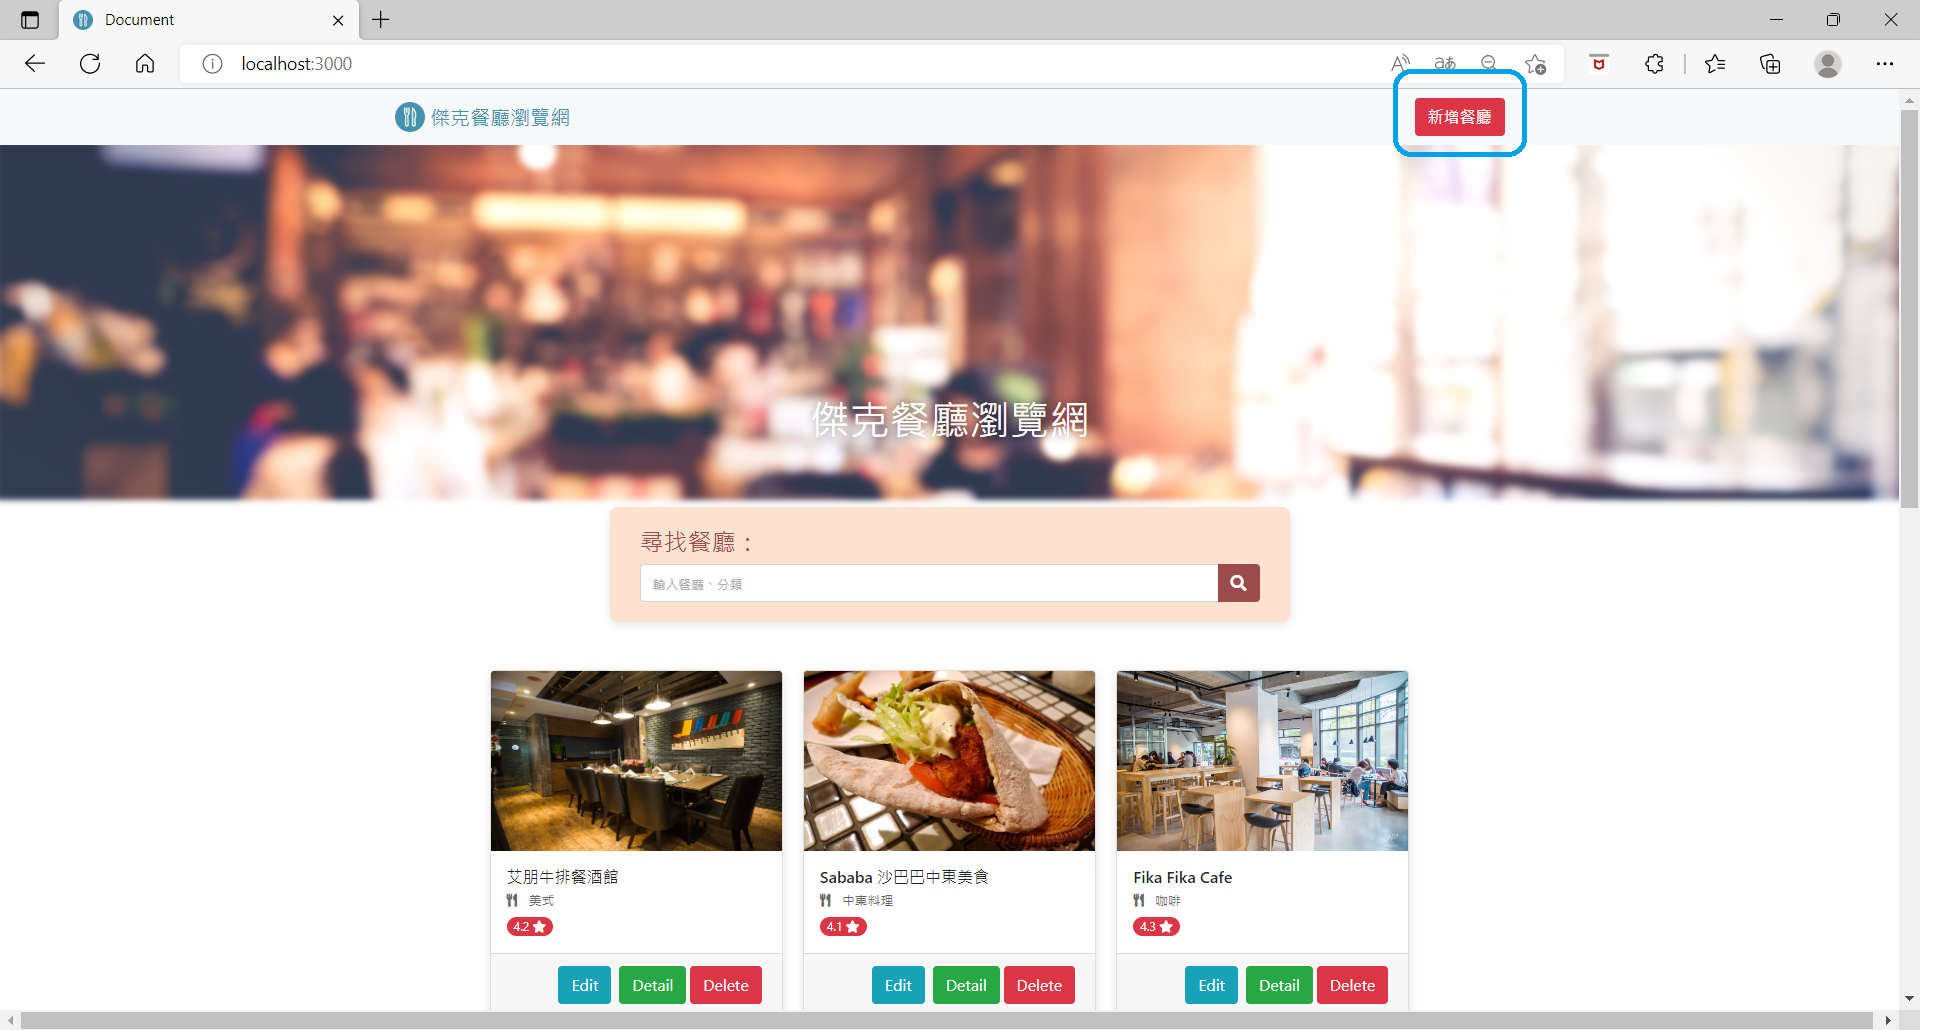 Document
localhost:3000
傑克餐廳瀏覽網
新增餐廳
傑克餐廳瀏覽網
尋找餐廳：
輸入餐廳、分類
艾朋牛排餐酒館
美式
4.2
Edit Detail Delete
Sababa 沙巴巴中東美食
中東料理
4.1
Edit Detail Delete
Fika Fika Cafe
咖啡
4.3
Edit Detail Delete